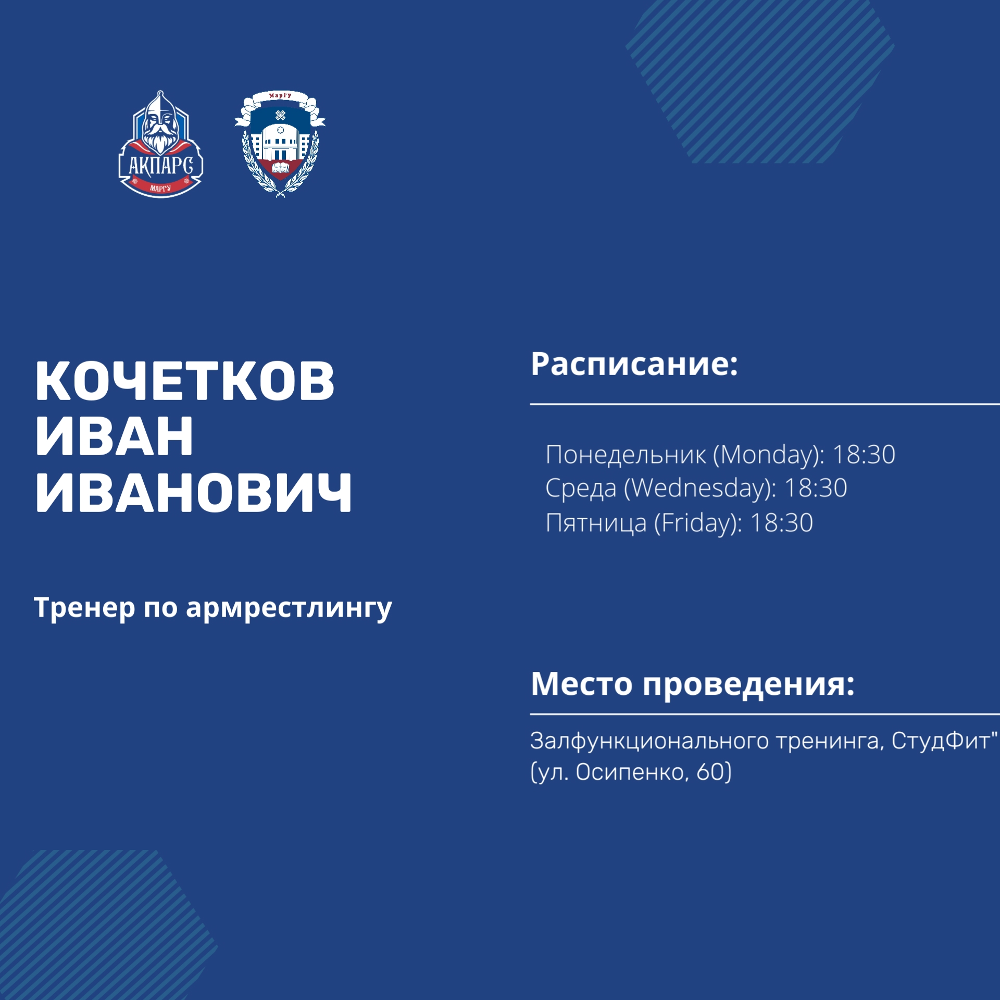 АКПАРС
МАРГУ
МарГУ
КОЧЕТКОВ
ИВАН
ИВАНОВИЧ
Тренер по армрестлингу
Расписание:
Понедельник (Monday): 18:30
Среда (Wednesday): 18:30
Пятница (Friday): 18:30
Место проведения:
Залфункционального тренинга, СтудФит"
(ул. Осипенко, 60)